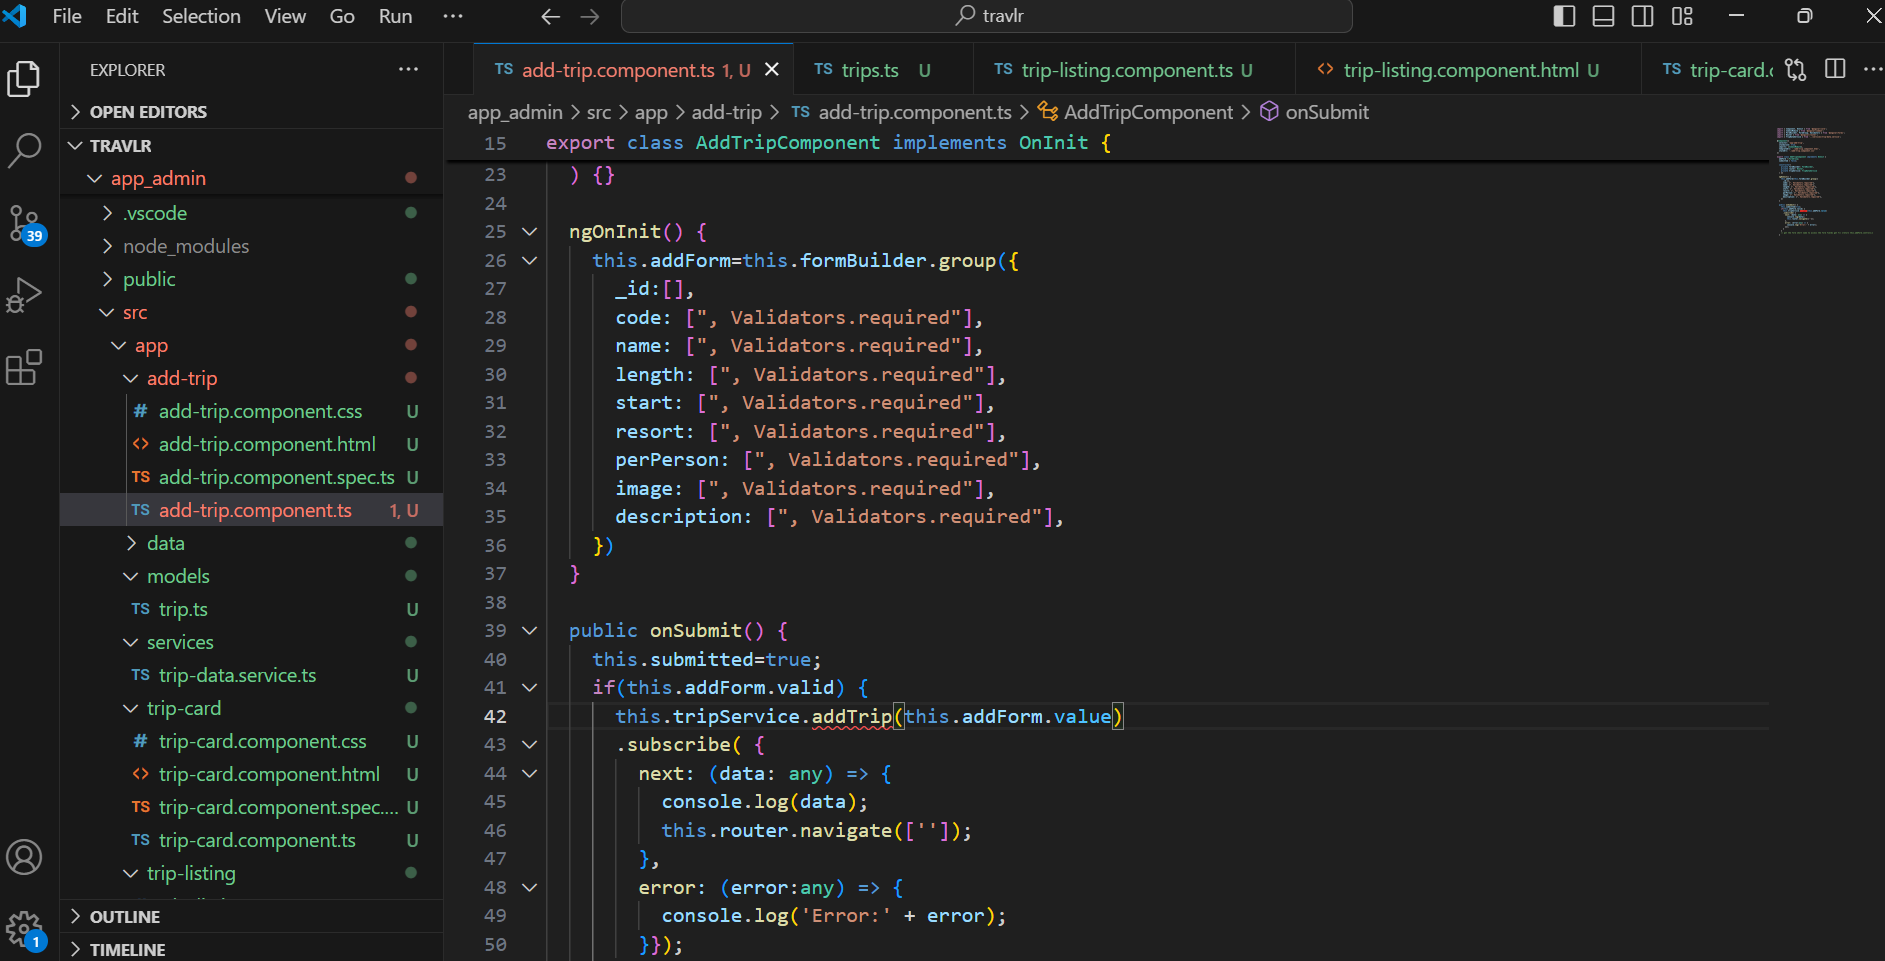 File Edit Selection View Go Run ···
travlr
EXPLORER
OPEN EDITORS
TRAVLR
app_admin
.vscode
node_modules
public
src
app
add-trip
# add-trip.component.css U
<> add-trip.component.html U
TS add-trip.component.spec.ts U
TS add-trip.component.ts 1, U
data
models
TS trip.ts U
services
TS trip-data.service.ts U
trip-card
# trip-card.component.css U
<> trip-card.component.html U
TS trip-card.component.spec.... U
TS trip-card.component.ts U
trip-listing
OUTLINE
TIMELINE
39
1
TS add-trip.component.ts 1, U
TS trips.ts U
TS trip-listing.component.ts U
<> trip-listing.component.html U
TS trip-card.c
app_admin > src > app > add-trip > TS add-trip.component.ts > AddTripComponent > onSubmit
15 export class AddTripComponent implements OnInit {
23 ) {}
24
25 ngOnInit() {
26 this.addForm=this.formBuilder.group({
27 _id:[],
28 code: [", Validators.required"],
29 name: [", Validators.required"],
30 length: [", Validators.required"],
31 start: [", Validators.required"],
32 resort: [", Validators.required"],
33 perPerson: [", Validators.required"],
34 image: [", Validators.required"],
35 description: [", Validators.required"],
36 })
37 }
38
39 public onSubmit() {
40 this.submitted=true;
41 if(this.addForm.valid) {
42 this.tripService.addTrip(this.addForm.value)
43 .subscribe( {
44 next: (data: any) => {
45 console.log(data);
46 this.router.navigate(['']);
47 },
48 error: (error:any) => {
49 console.log('Error:' + error);
50 }});